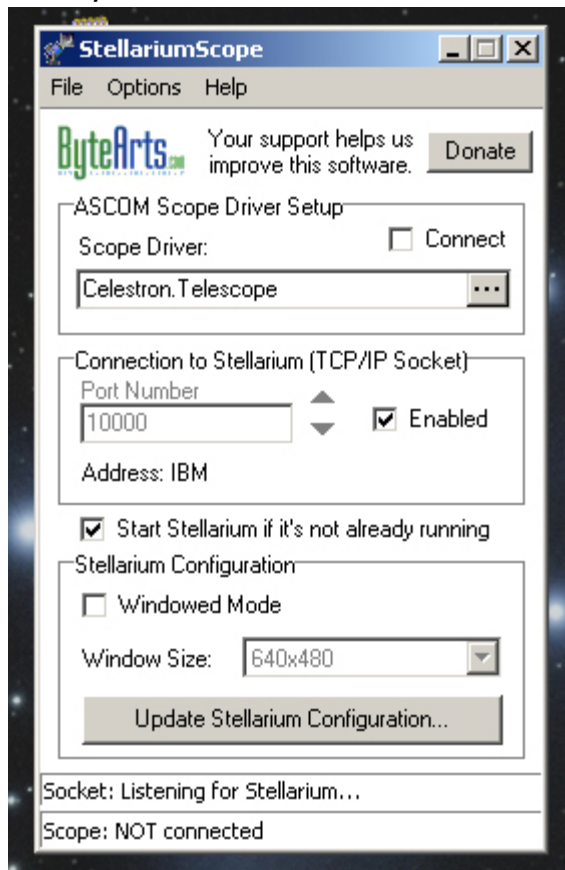 StellariumScope
File Options Help
ByteArts.com
Your support helps us
improve this software.
Donate
ASCOM Scope Driver Setup
Scope Driver:
Connect
Celestron.Telescope
...
Connection to Stellarium (TCP/IP Socket)
Port Number
10000
Enabled
Address: IBM
Start Stellarium if it's not already running
Stellarium Configuration
Windowed Mode
Window Size: 640x480
Update Stellarium Configuration...
Socket: Listening for Stellarium...
Scope: NOT connected